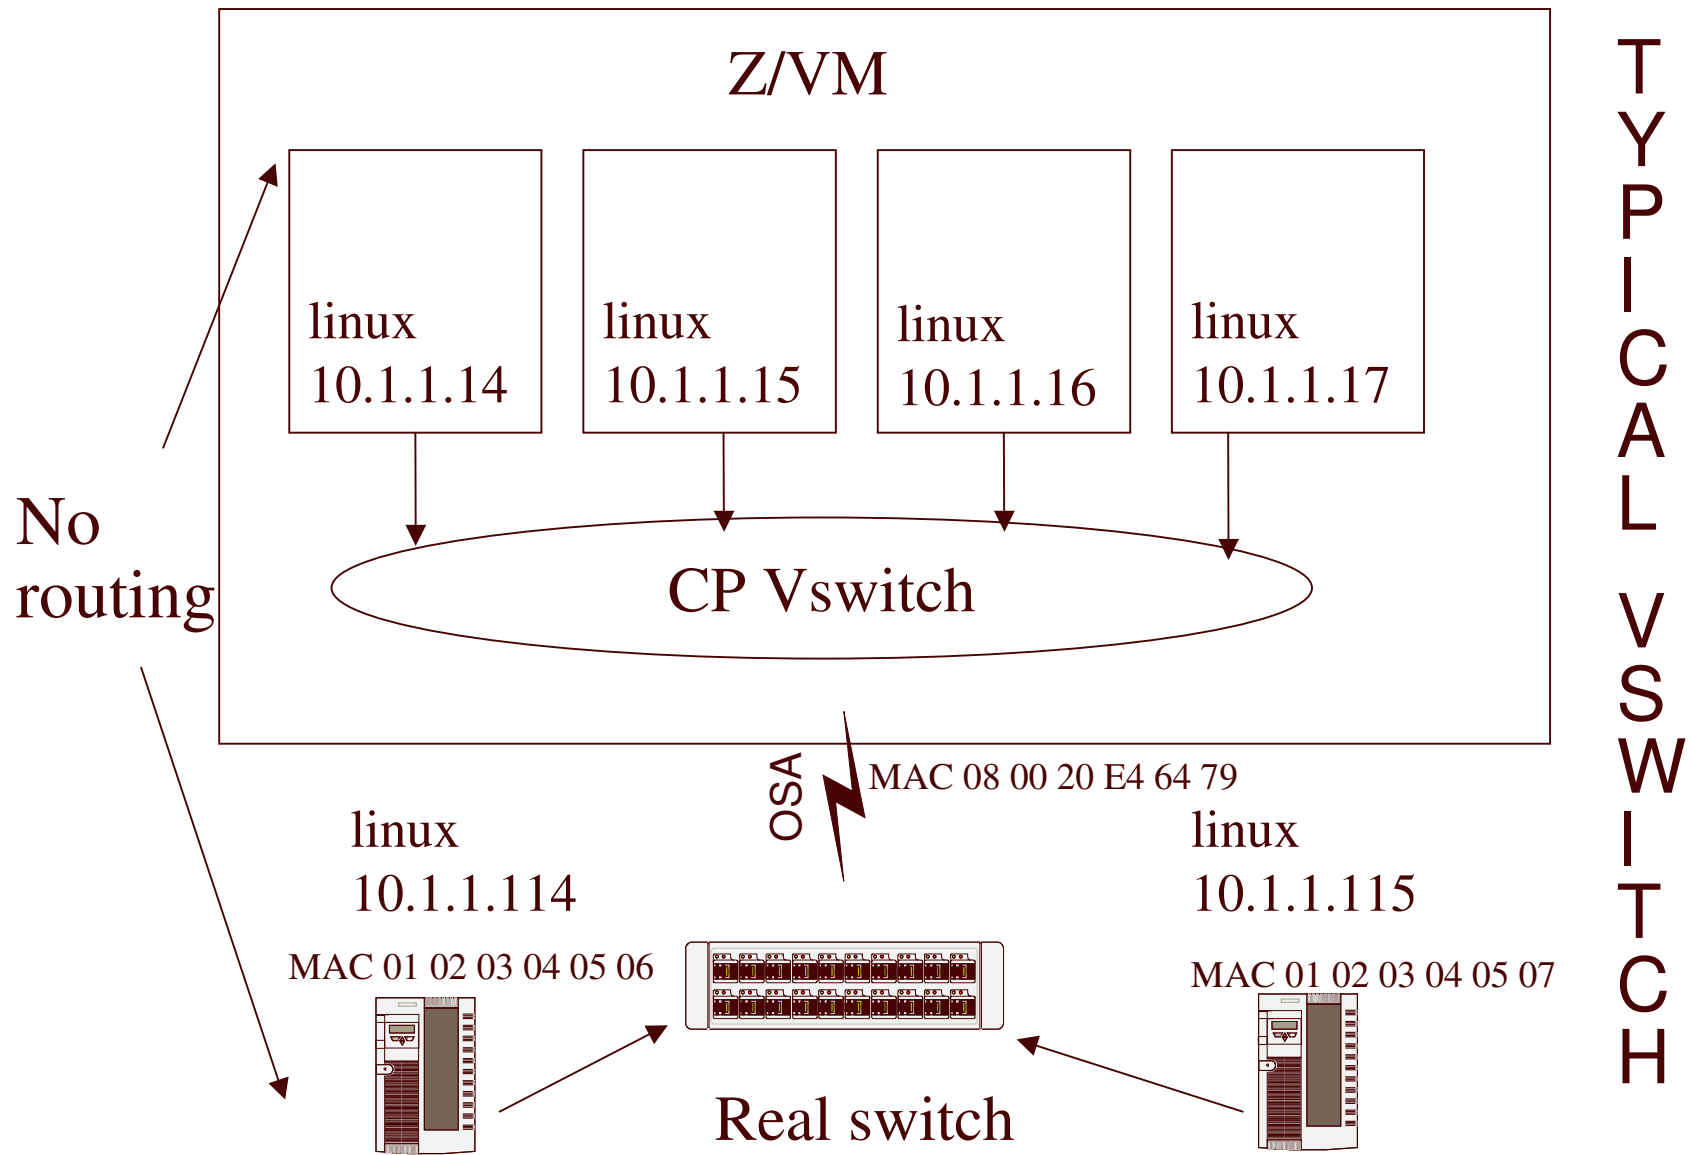 Z/VM
linux
10.1.1.14
linux
10.1.1.15
linux
10.1.1.16
linux
10.1.1.17
No
routing
CP Vswitch
OSA
MAC 08 00 20 E4 64 79
linux
10.1.1.114
MAC 01 02 03 04 05 06
linux
10.1.1.115
MAC 01 02 03 04 05 07
Real switch
TYPICAL VSWITCH